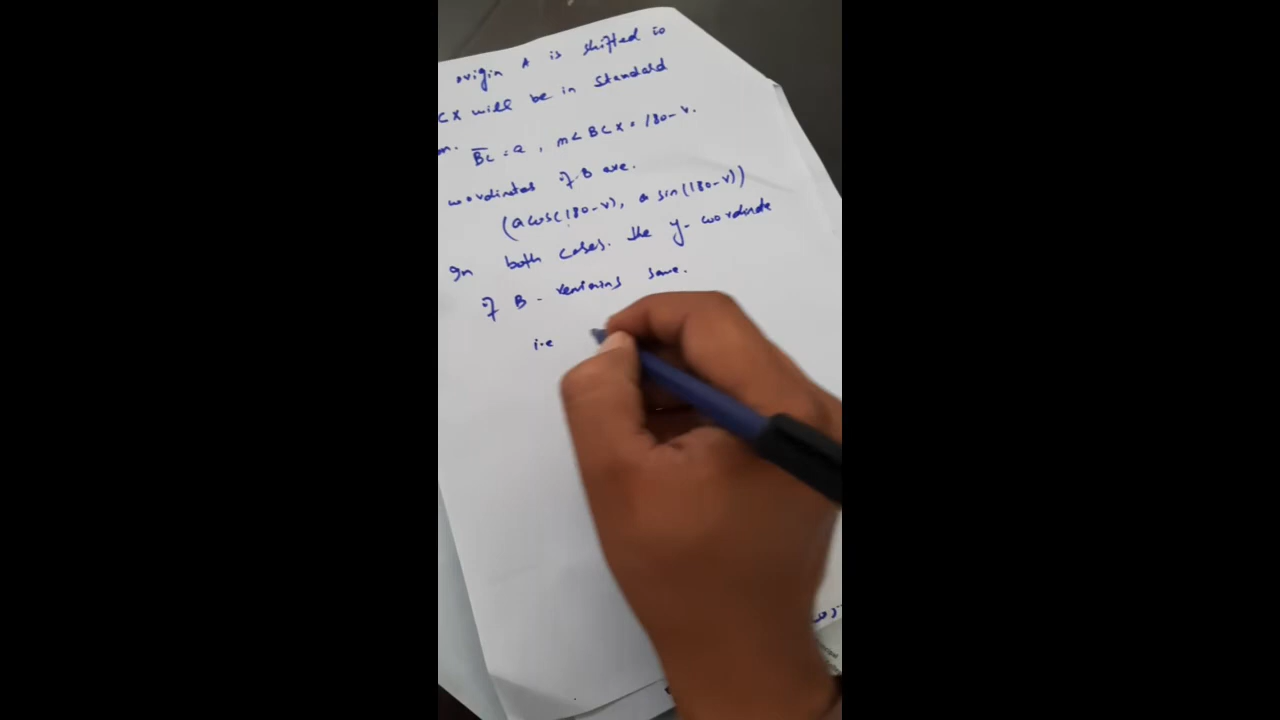 origin A is shifted to
CX will be in standard
BC = a, m<BCX = 180-γ.
coordinates of B are.
(a cos(180-γ), a sin(180-γ))
In both cases. the y-coordinate
of B - remains same.
i.e